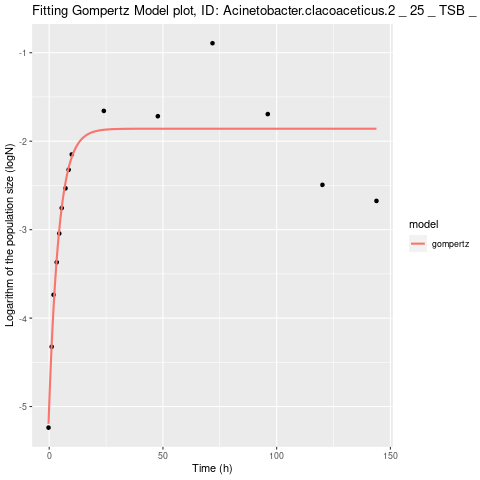 Fitting Gompertz Model plot, ID: Acinetobacter.clacoaceticus.2 _ 25 _ TSB _
-1
-2
-3
-4
-5
Logarithm of the population size (logN)
0
50
100
150
Time (h)
model
gompertz